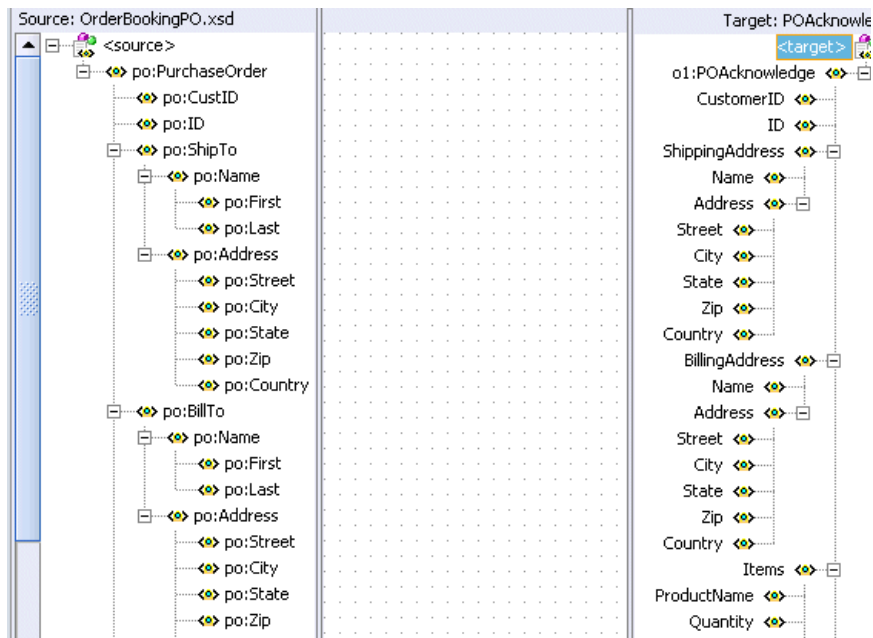 Source: OrderBookingPO.xsd
<source>
po:PurchaseOrder
po:CustID
po:ID
po:ShipTo
po:Name
po:First
po:Last
po:Address
po:Street
po:City
po:State
po:Zip
po:Country
po:BillTo
po:Name
po:First
po:Last
po:Address
po:Street
po:City
po:State
po:Zip
Target: POAcknowle
<target>
o1:POAcknowledge
CustomerID
ID
ShippingAddress
Name
Address
Street
City
State
Zip
Country
BillingAddress
Name
Address
Street
City
State
Zip
Country
Items
ProductName
Quantity